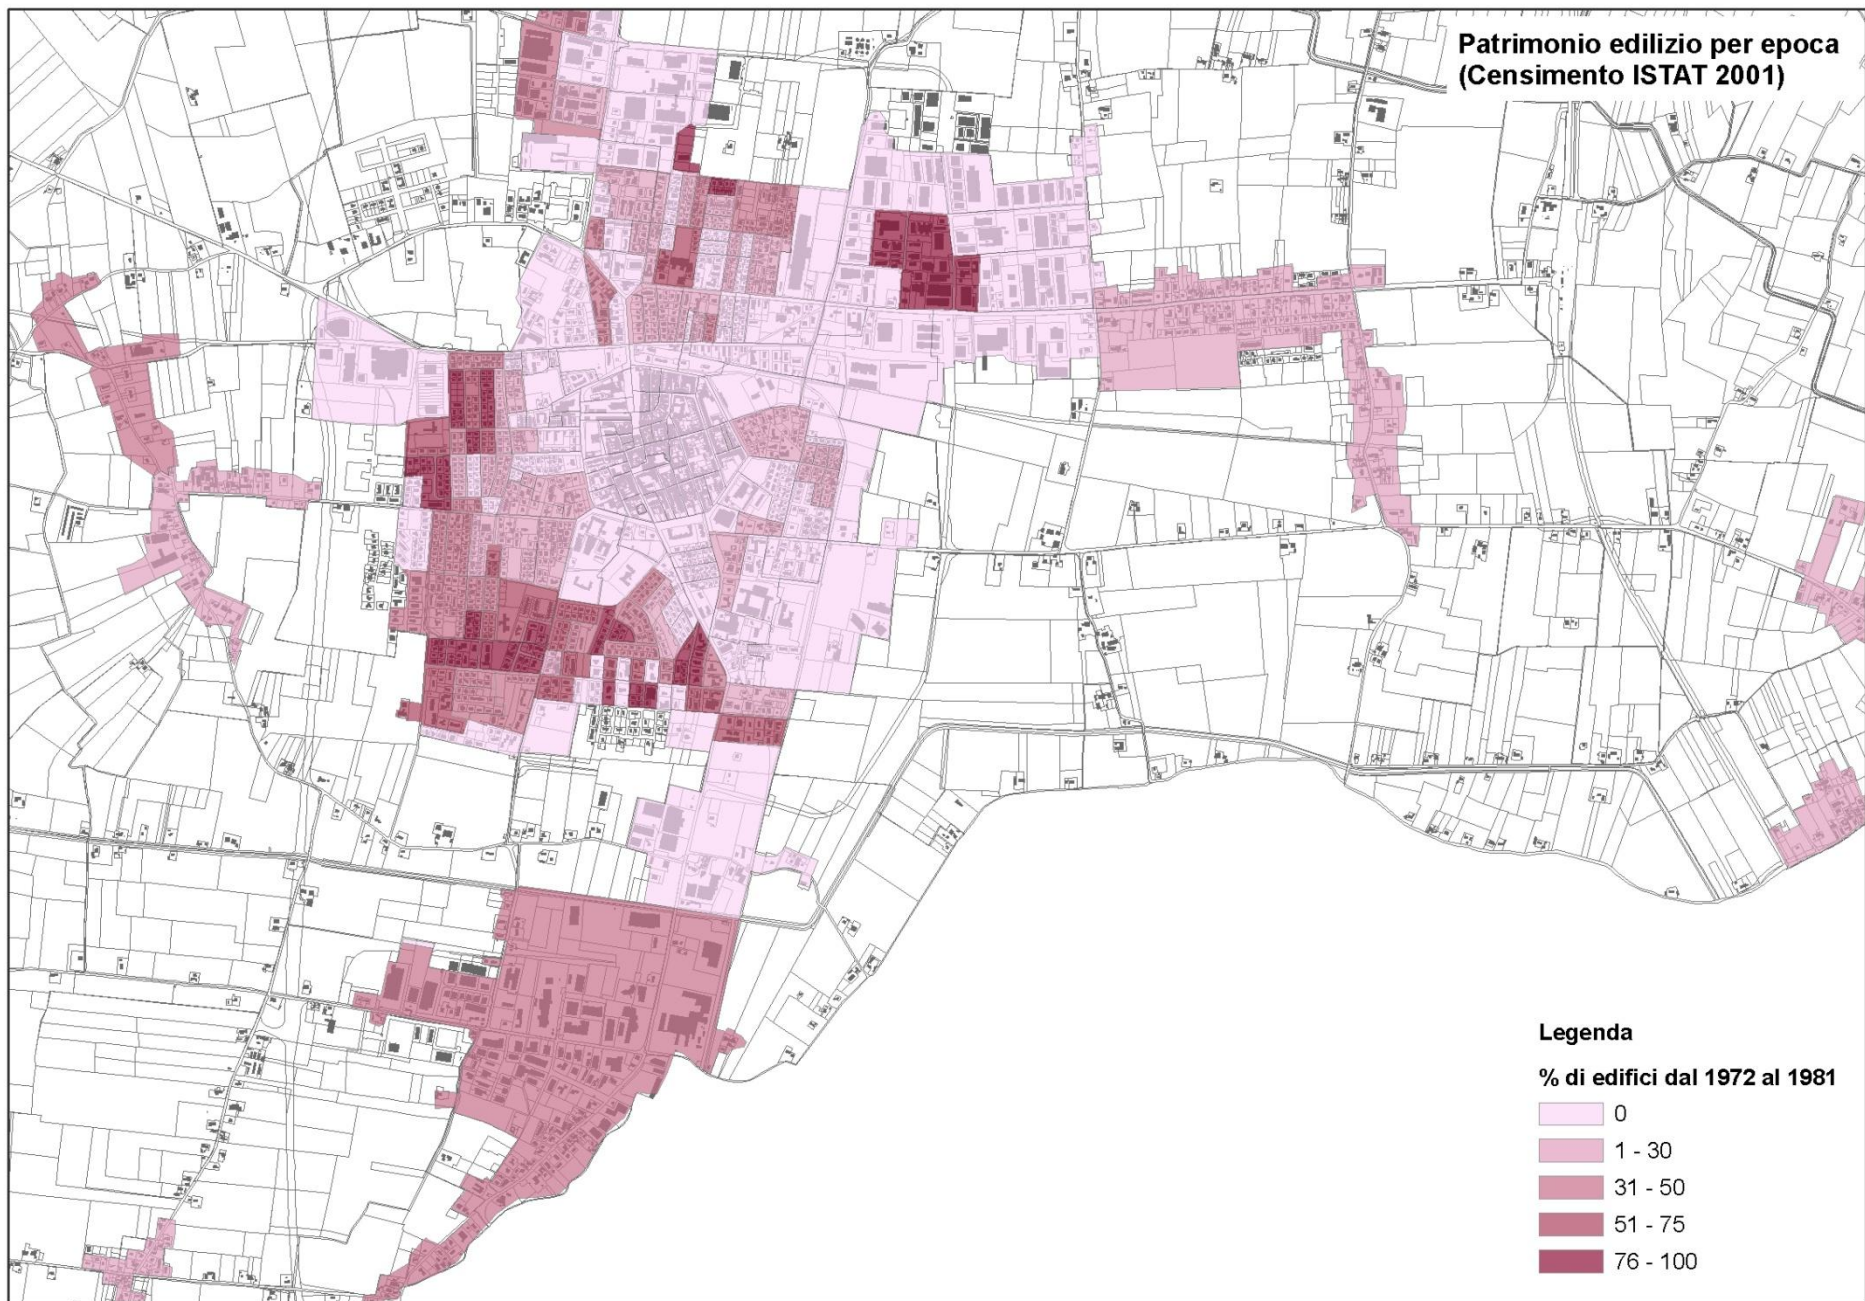 Patrimonio edilizio per epoca
(Censimento ISTAT 2001)
Legenda
% di edifici dal 1972 al 1981
0
1 - 30
31 - 50
51 - 75
76 - 100